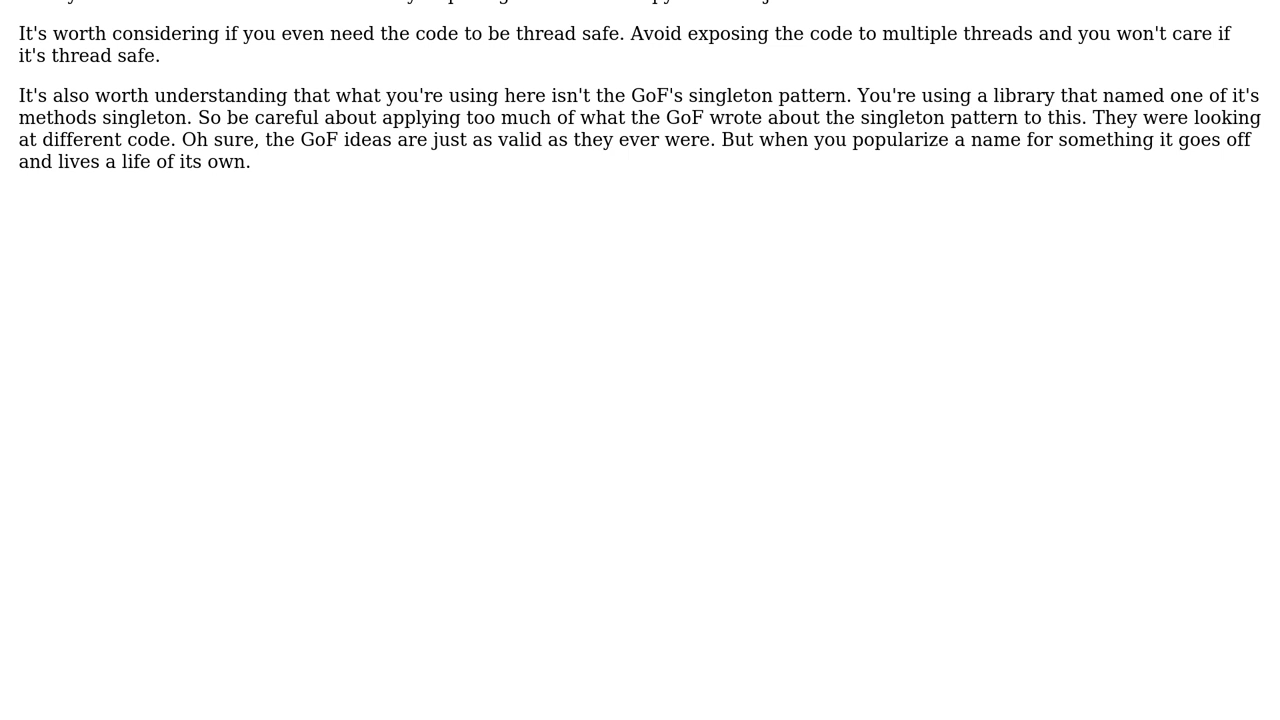 It's worth considering if you even need the code to be thread safe. Avoid exposing the code to multiple threads and you won't care if
it's thread safe.
It's also worth understanding that what you're using here isn't the GoF's singleton pattern. You're using a library that named one of it's
methods singleton. So be careful about applying too much of what the GoF wrote about the singleton pattern to this. They were looking
at different code. Oh sure, the GoF ideas are just as valid as they ever were. But when you popularize a name for something it goes off
and lives a life of its own.